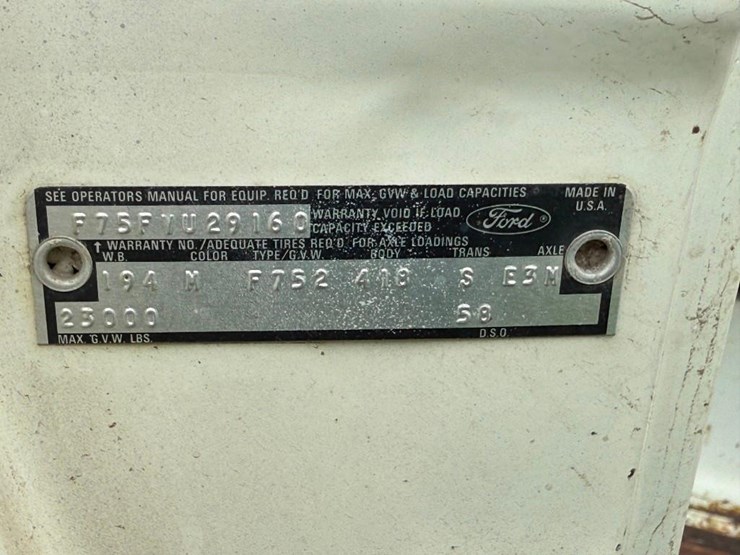 SEE OPERATORS MANUAL FOR EQUIP. REQ'D FOR MAX. GVW & LOAD CAPACITIES MADE IN U.S.A.
F75FYU29160 WARRANTY VOID IF LOAD CAPACITY EXCEEDED Ford
↑ WARRANTY NO./ADEQUATE TIRES REQ'D FOR AXLE LOADINGS
W.B. COLOR TYPE/G.V.W. BODY TRANS AXLE
194 M F752 418 S E3M
23000 58
MAX. G.V.W. LBS. D.S.O.